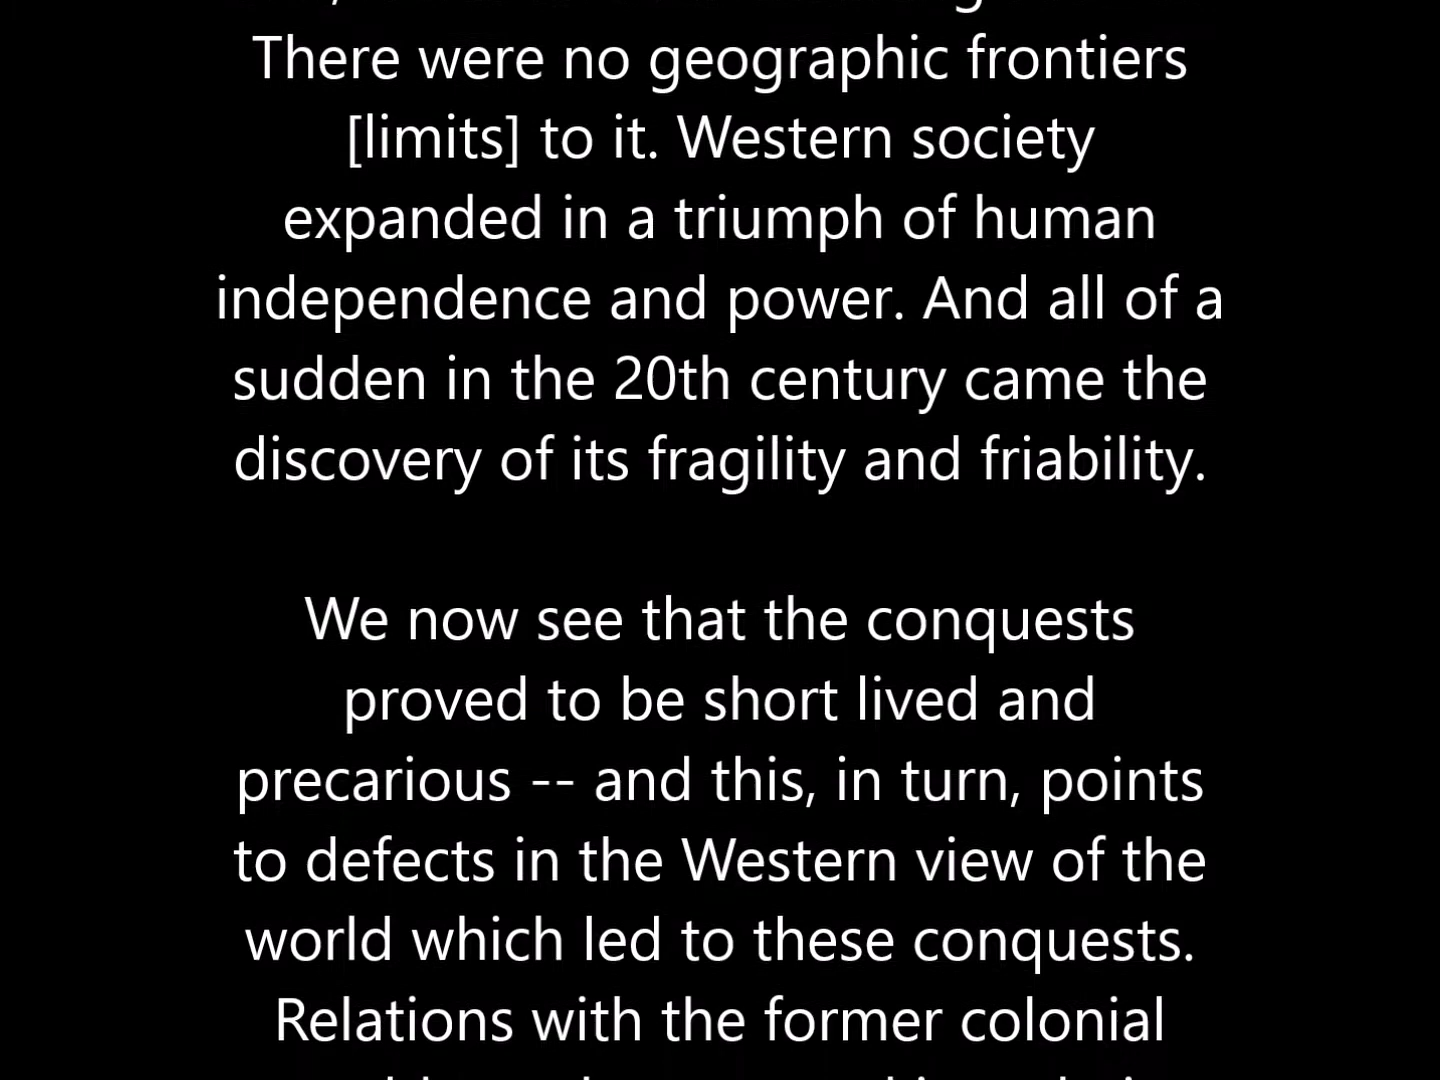 There were no geographic frontiers
[limits] to it. Western society
expanded in a triumph of human
independence and power. And all of a
sudden in the 20th century came the
discovery of its fragility and friability.
We now see that the conquests
proved to be short lived and
precarious -- and this, in turn, points
to defects in the Western view of the
world which led to these conquests.
Relations with the former colonial